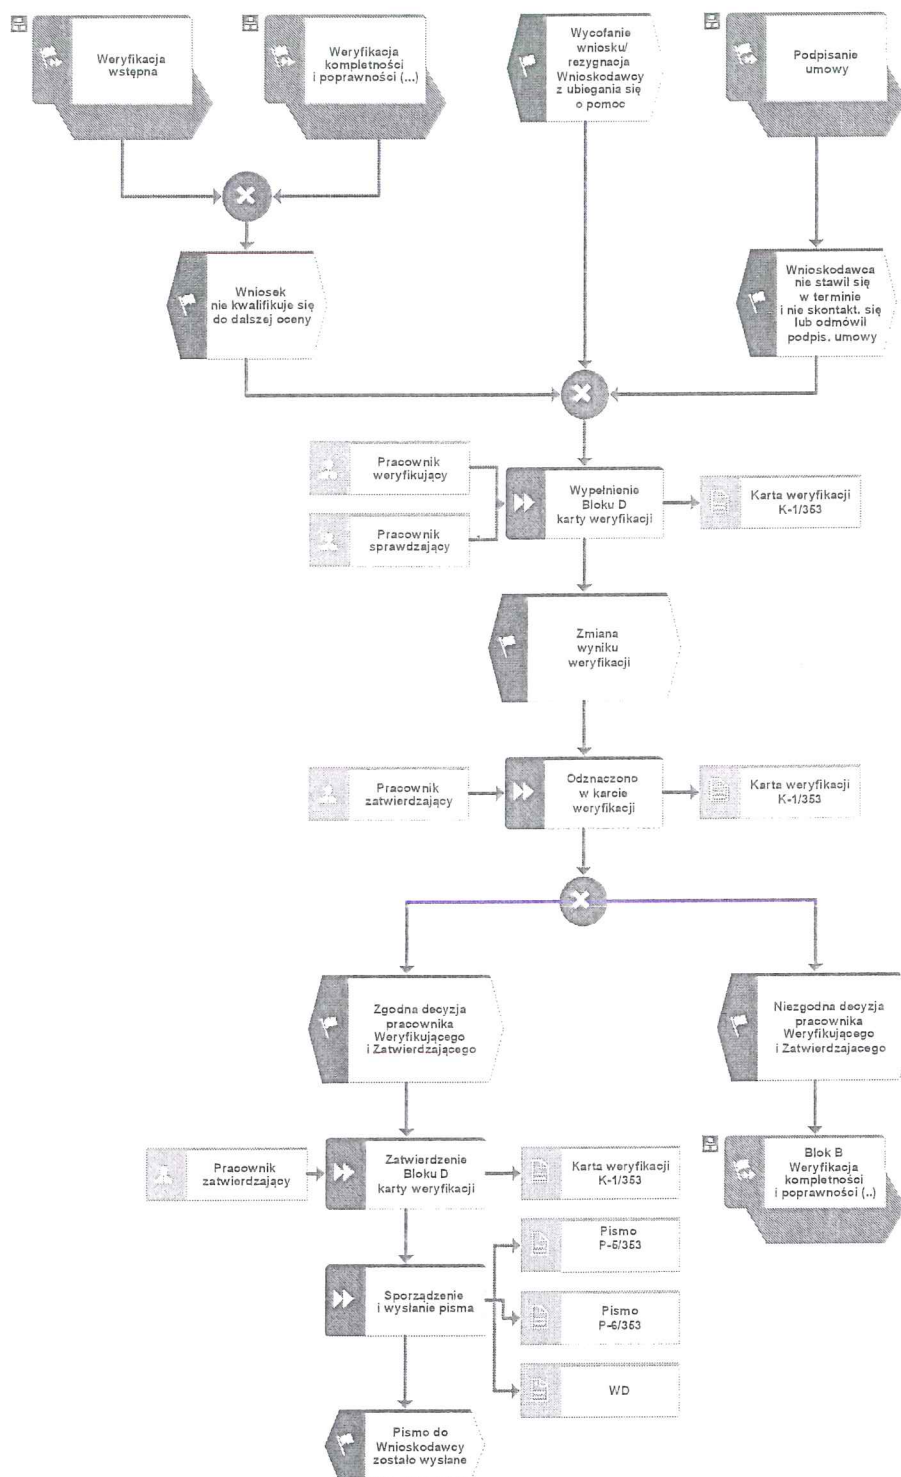 Weryfikacja
wstępna
Weryfikacja
kompletności
i poprawności (...)
Wycofanie
wniosku/
rezygnacja
Wnioskodawcy
z ubiegania się
o pomoc
Podpisanie
umowy
Wniosek
nie kwalifikuje się
do dalszej oceny
Wnioskodawca
nie stawił się
w terminie
i nie skontakt. się
lub odmówił
podpis. umowy
Pracownik
weryfikujący
Pracownik
sprawdzający
Wypełnienie
Bloku D
karty weryfikacji
Karta weryfikacji
K-1/353
Zmiana
wyniku
weryfikacji
Pracownik
zatwierdzający
Odznaczono
w karcie
weryfikacji
Karta weryfikacji
K-1/353
Zgodna decyzja
pracownika
Weryfikującego
i Zatwierdzającego
Niezgodna decyzja
pracownika
Weryfikującego
i Zatwierdzajacego
Pracownik
zatwierdzający
Zatwierdzenie
Bloku D
karty weryfikacji
Karta weryfikacji
K-1/353
Blok B
Weryfikacja
kompletności
i poprawności (..)
Sporządzenie
i wysłanie pisma
Pismo
P-5/353
Pismo
P-6/353
WD
Pismo do
Wnioskodawcy
zostało wysłane